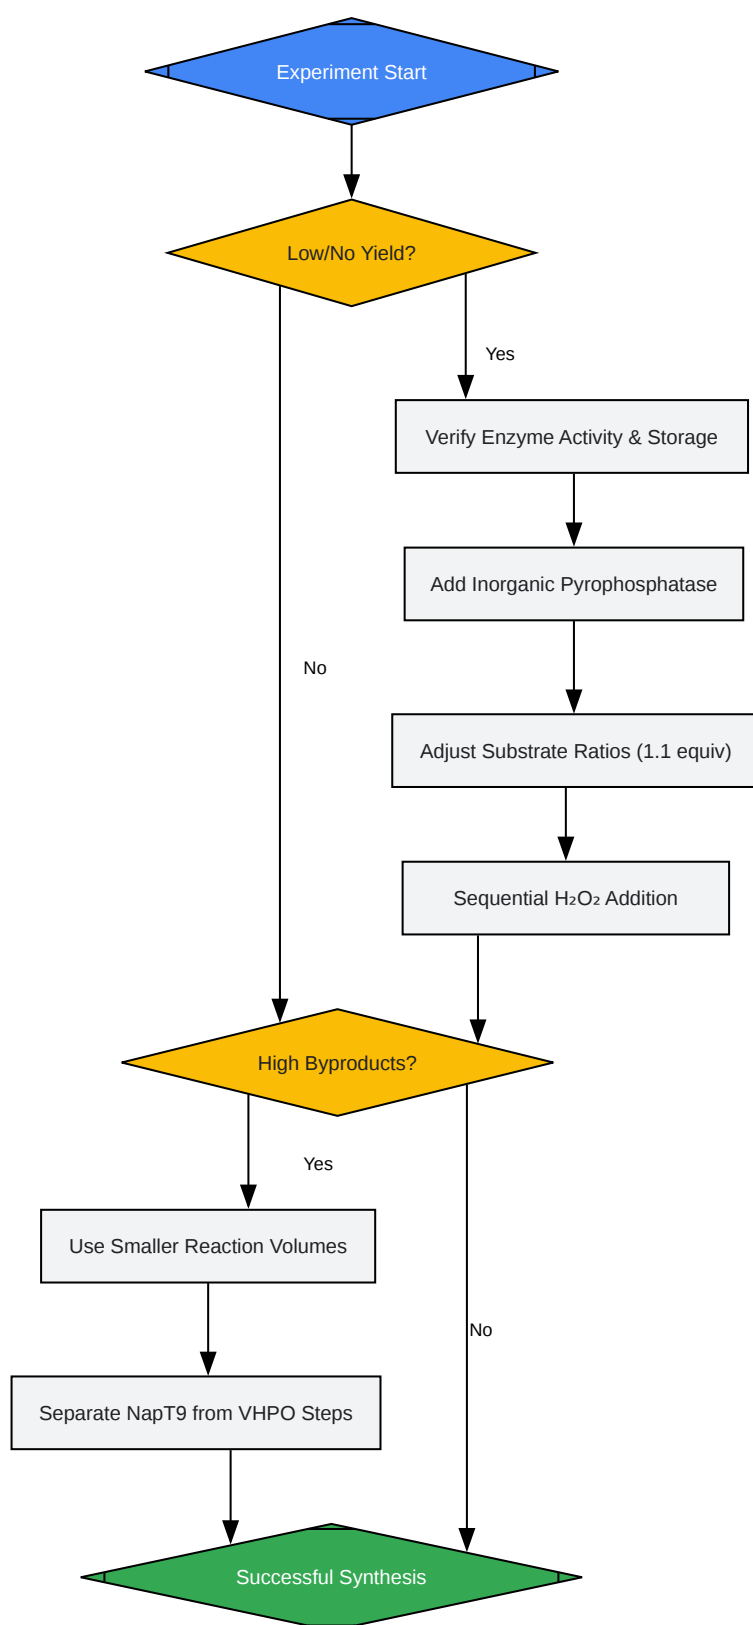 Experiment Start
Low/No Yield?
Yes
Verify Enzyme Activity & Storage
Add Inorganic Pyrophosphatase
No
Adjust Substrate Ratios (1.1 equiv)
Sequential H₂O₂ Addition
High Byproducts?
Yes
Use Smaller Reaction Volumes
No
Separate NapT9 from VHPO Steps
Successful Synthesis